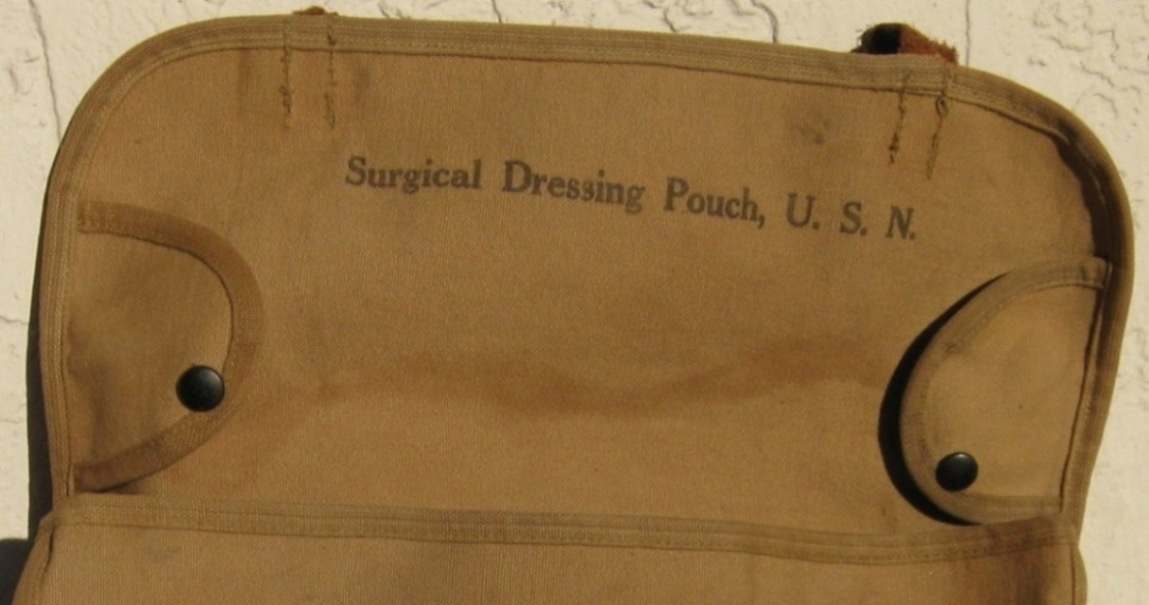 Surgical Dressing Pouch, U. S. N.